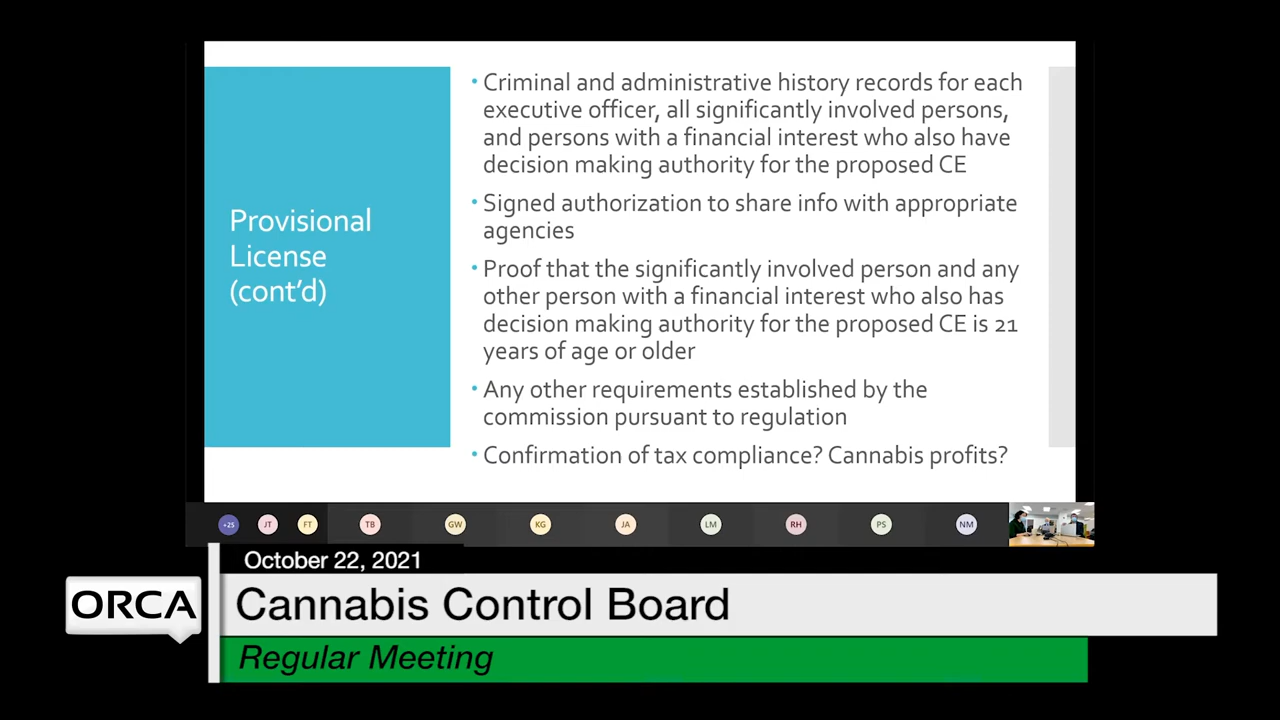 Provisional
License
(cont'd)
• Criminal and administrative history records for each
executive officer, all significantly involved persons,
and persons with a financial interest who also have
decision making authority for the proposed CE
• Signed authorization to share info with appropriate
agencies
• Proof that the significantly involved person and any
other person with a financial interest who also has
decision making authority for the proposed CE is 21
years of age or older
• Any other requirements established by the
commission pursuant to regulation
• Confirmation of tax compliance? Cannabis profits?
+25 JT FT TB GW KG JA LM RH PS NM
October 22, 2021
ORCA
Cannabis Control Board
Regular Meeting